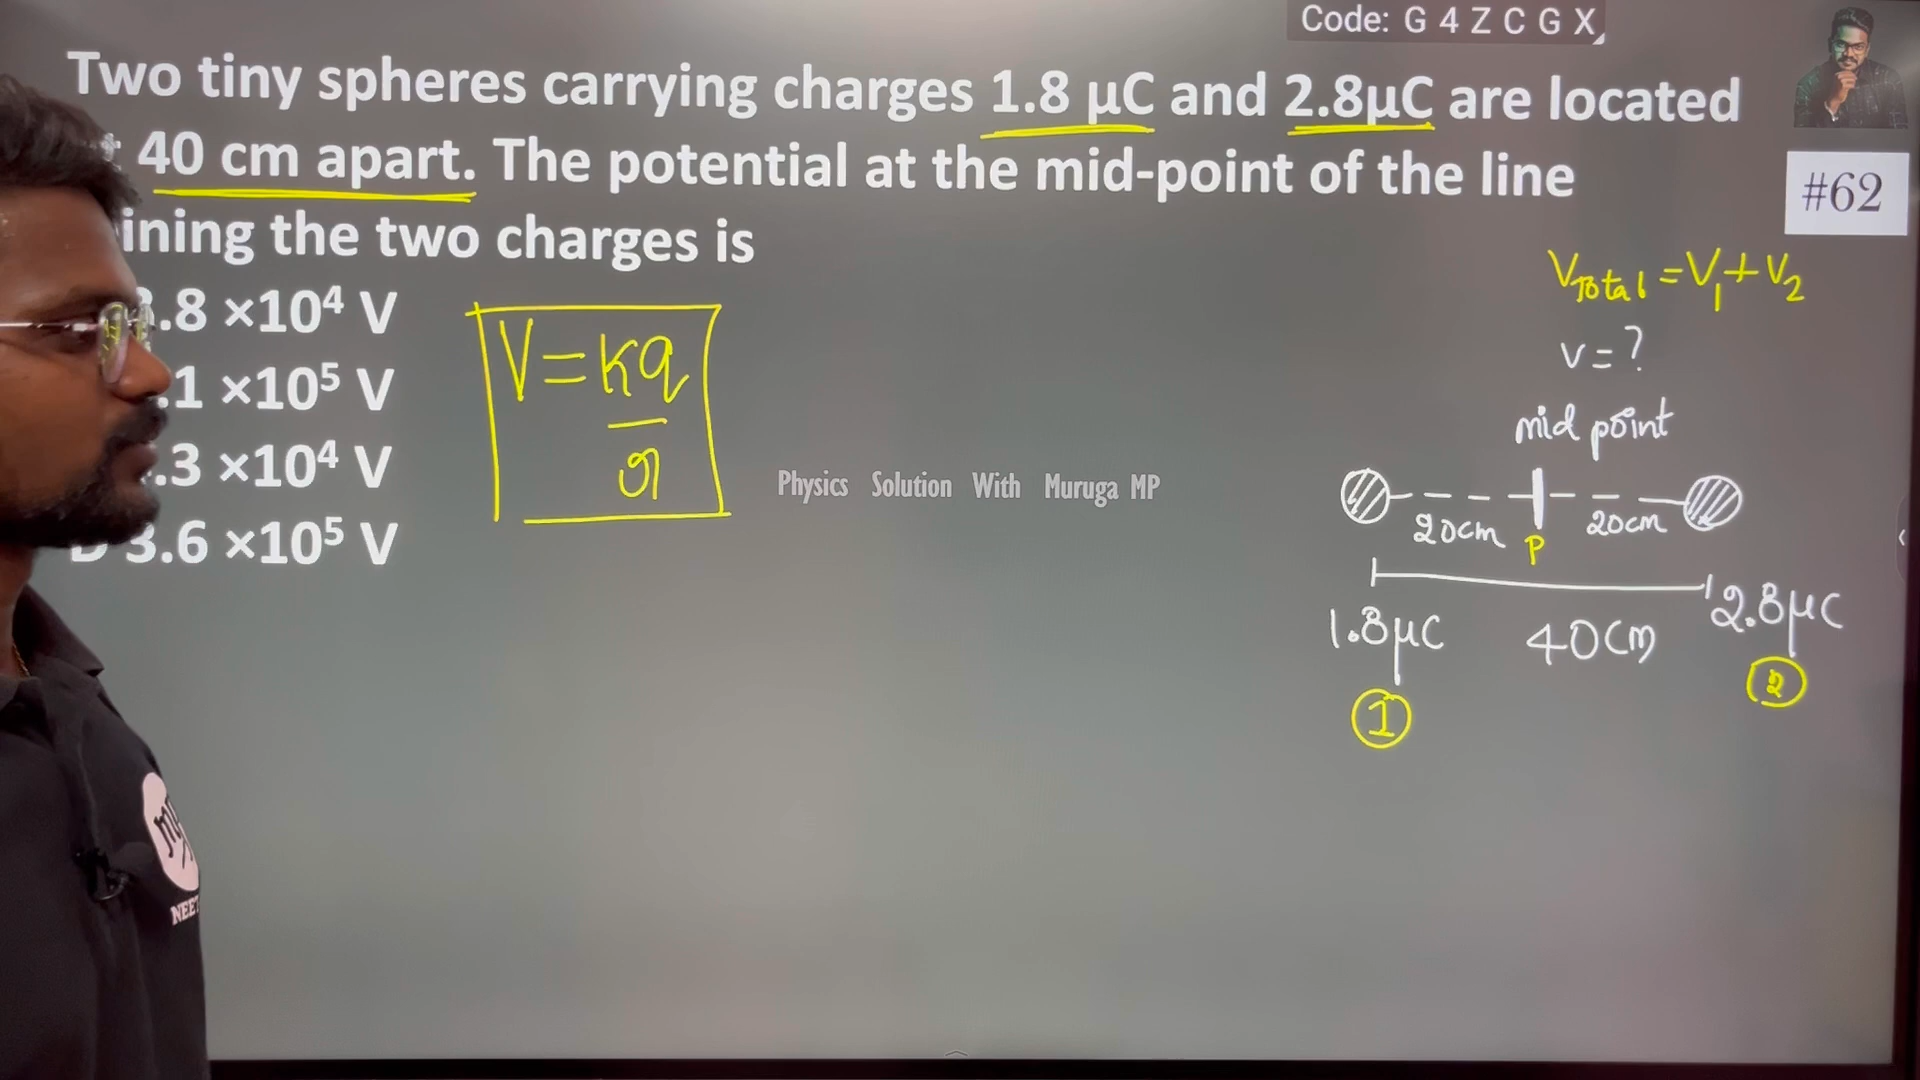 Code: G 4 Z C G X
Two tiny spheres carrying charges 1.8 μC and 2.8μC are located
40 cm apart. The potential at the mid-point of the line
ining the two charges is
.8 ×10⁴ V
.1 ×10⁵ V
.3 ×10⁴ V
D 3.6 ×10⁵ V
#62
V = kq
r
V Total = V₁ + V₂
V = ?
mid point
20cm P 20cm
1.8μC 40cm 2.8μC
1 2
Physics Solution With Muruga MP
NEET